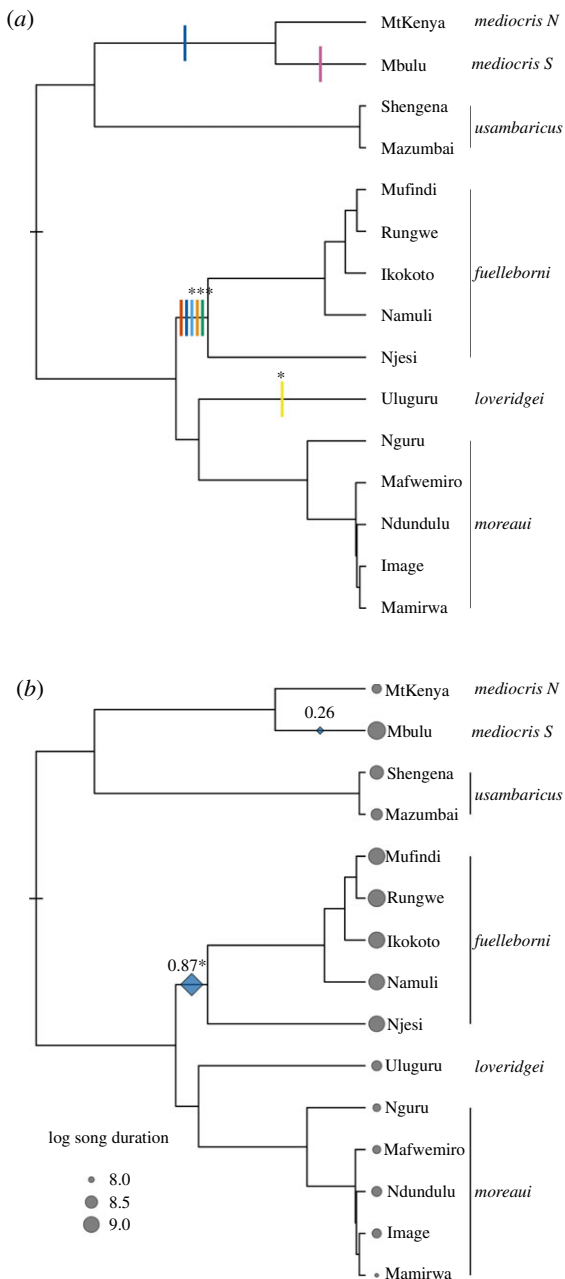 (a)
MtKenya mediocris N
Mbulu mediocris S
Shengena
usambaricus
Mazumbai
Mufindi
Rungwe
fuelleborni
Ikokoto
***
Namuli
Njesi
*
Uluguru loveridgei
Nguru
Mafwemiro
Ndundulu moreaui
Image
Mamirwa
(b)
MtKenya mediocris N
0.26
Mbulu mediocris S
Shengena
usambaricus
Mazumbai
Mufindi
Rungwe
fuelleborni
Ikokoto
0.87*
Namuli
Njesi
Uluguru loveridgei
Nguru
log song duration
Mafwemiro
8.0
Ndundulu moreaui
8.5
9.0
Image
Mamirwa